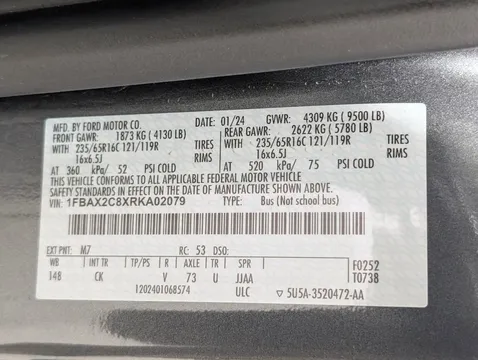 MFD. BY FORD MOTOR CO. 01/24 GVWR: 4309 KG ( 9500 LB)
FRONT GAWR: 1873 KG ( 4130 LB) REAR GAWR: 2622 KG ( 5780 LB)
WITH 235/65R16C 121/119R TIRES WITH 235/65R16C 121/119R TIRES
16x6.5J RIMS 16x6.5J RIMS
AT 360 kPa/ 52 PSI COLD AT 520 kPa/ 75 PSI COLD
THIS VEHICLE CONFORMS TO ALL APPLICABLE FEDERAL MOTOR VEHICLE
SAFETY STANDARDS IN EFFECT ON THE DATE OF MANUFACTURE SHOWN ABOVE.
VIN: 1FBAX2C8XRKA02079 TYPE: Bus (Not school bus)
EXT PNT: M7 RC: 53 DSO:
WB INT TR TP/PS R AXLE TR SPR F0252
148 CK V 73 U JJAA T0738
1202401068574 ULC ▽ 5U5A-3520472-AA